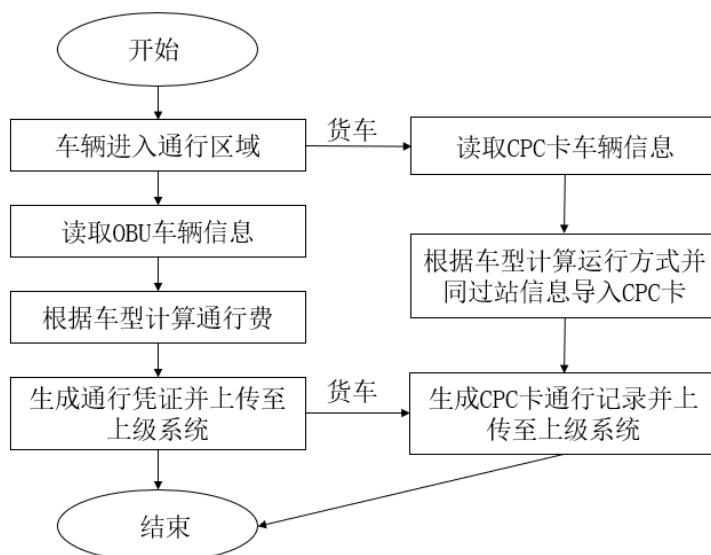 开始
车辆进入通行区域
货车
读取CPC卡车辆信息
读取OBU车辆信息
根据车型计算运行方式并
同过站信息导入CPC卡
根据车型计算通行费
生成通行凭证并上传至
上级系统
货车
生成CPC卡通行记录并上
传至上级系统
结束